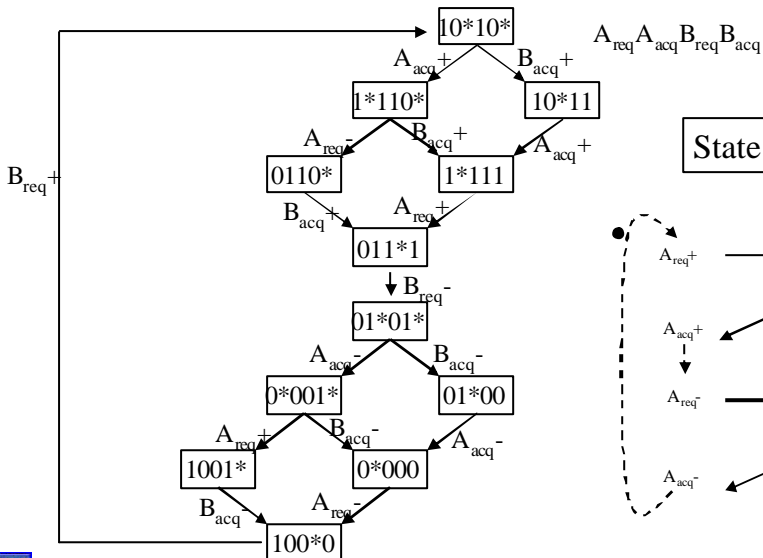 10*10*
A_req A_acq B_req B_acq
A_acq+ B_acq+
1*110* 10*11
A_req- B_acq+ A_acq+
State
B_req+
0110* 1*111
B_acq+ A_req+
011*1
B_req-
01*01*
A_acq- B_acq-
0*001* 01*00
A_req+ B_acq- A_acq-
1001* 0*000
B_acq- A_req-
100*0
A_req+
A_acq+
A_req-
A_acq-